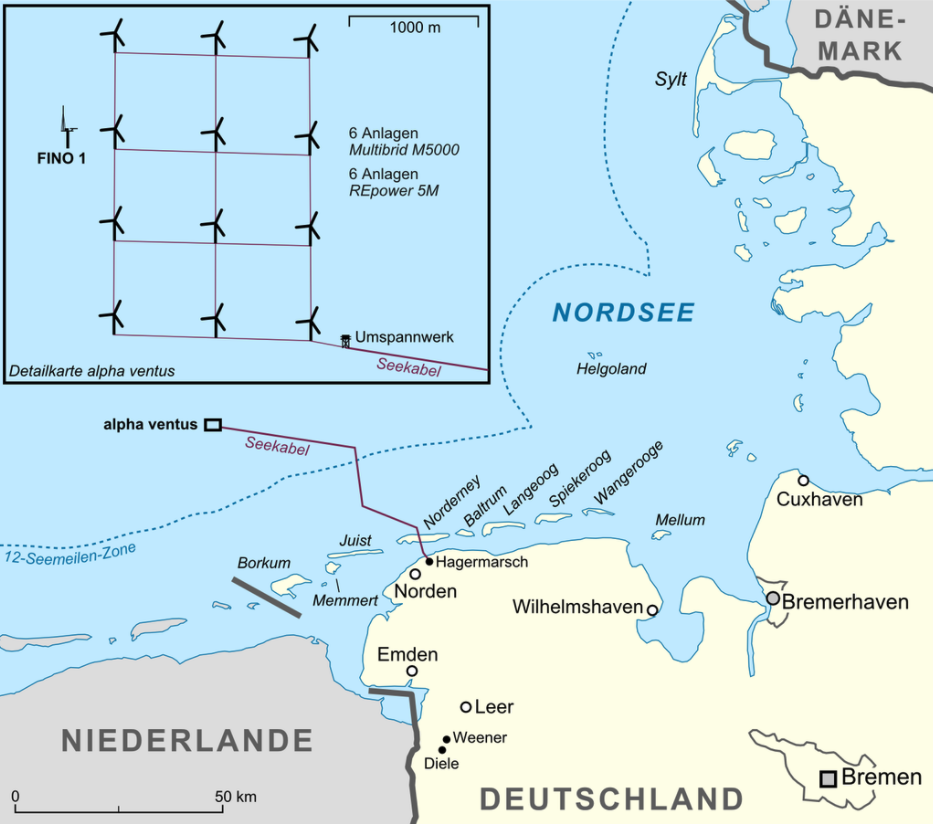 1000 m
FINO 1
6 Anlagen
Multibrid M5000
6 Anlagen
REpower 5M
Umspannwerk
Seekabel
Detailkarte alpha ventus
DÄNE-
MARK
Sylt
NORDSEE
Helgoland
alpha ventus
Seekabel
12-Seemeilen-Zone
Norderney
Baltrum
Langeoog
Spiekeroog
Wangerooge
Cuxhaven
Mellum
Juist
Borkum
Memmert
Hagermarsch
Norden
Wilhelmshaven
Bremerhaven
Emden
Leer
Weener
Diele
NIEDERLANDE
DEUTSCHLAND
Bremen
0
50 km